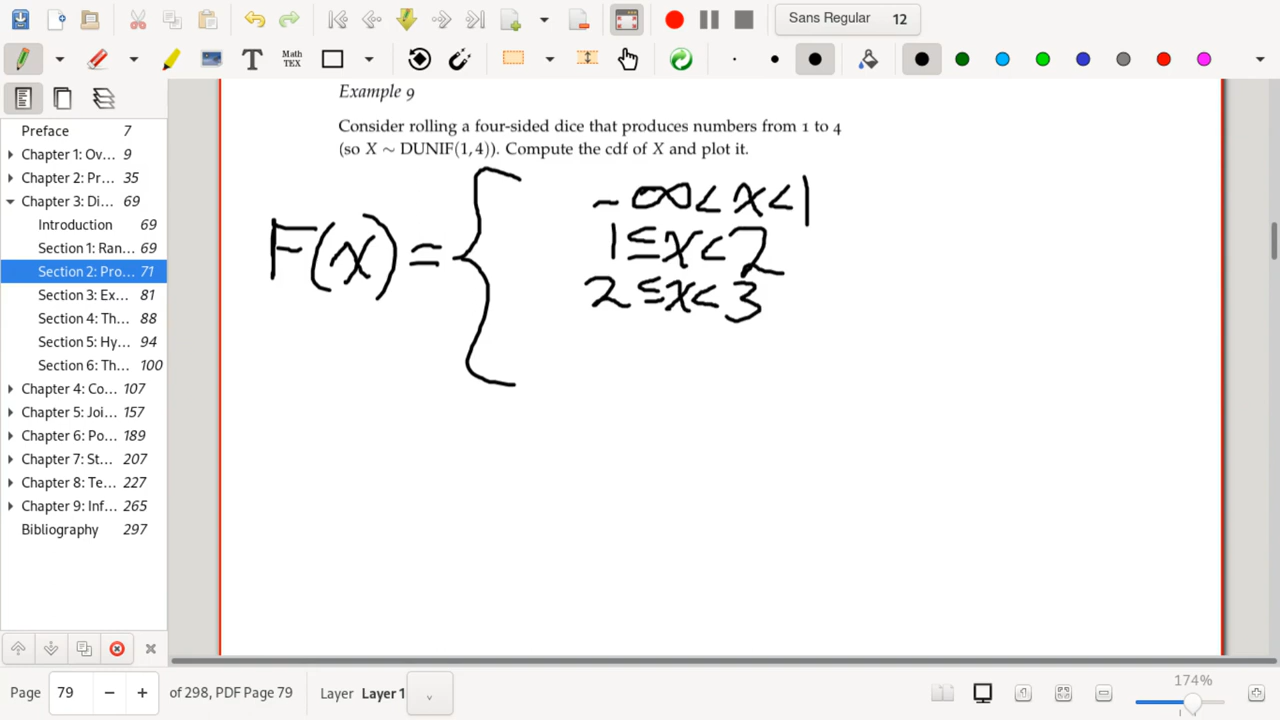 Sans Regular 12
Math
TEX
Preface 7
Chapter 1: Ov... 9
Chapter 2: Pr... 35
Chapter 3: Di... 69
Introduction 69
Section 1: Ran... 69
Section 2: Pro... 71
Section 3: Ex... 81
Section 4: Th... 88
Section 5: Hy... 94
Section 6: Th... 100
Chapter 4: Co... 107
Chapter 5: Joi... 157
Chapter 6: Po... 189
Chapter 7: St... 207
Chapter 8: Te... 227
Chapter 9: Inf... 265
Bibliography 297
Example 9
Consider rolling a four-sided dice that produces numbers from 1 to 4
(so X ∼ DUNIF(1, 4)). Compute the cdf of X and plot it.
F(x) = {
-∞ < x < 1
1 ≤ x < 2
2 ≤ x < 3
Page 79 of 298, PDF Page 79 Layer Layer 1
174%